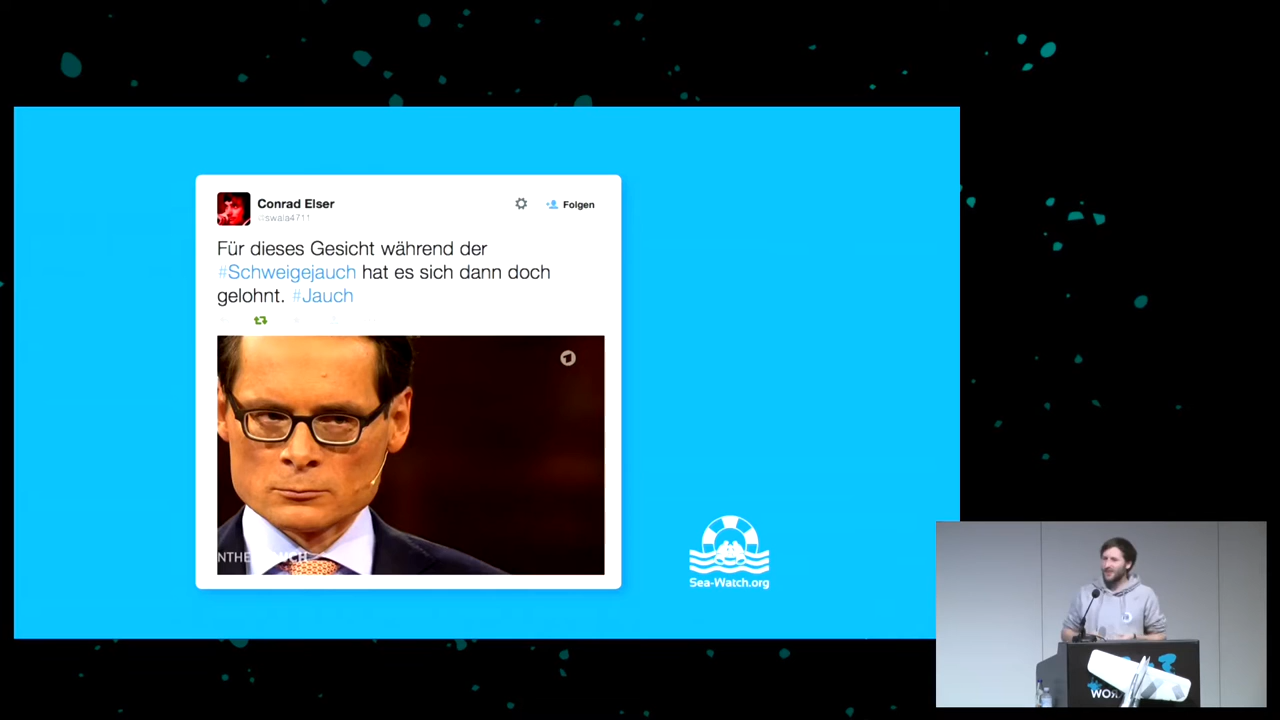 Conrad Elser
@swala4711
Folgen
Für dieses Gesicht während der
#Schweigejauch hat es sich dann doch
gelohnt. #Jauch
Sea-Watch.org